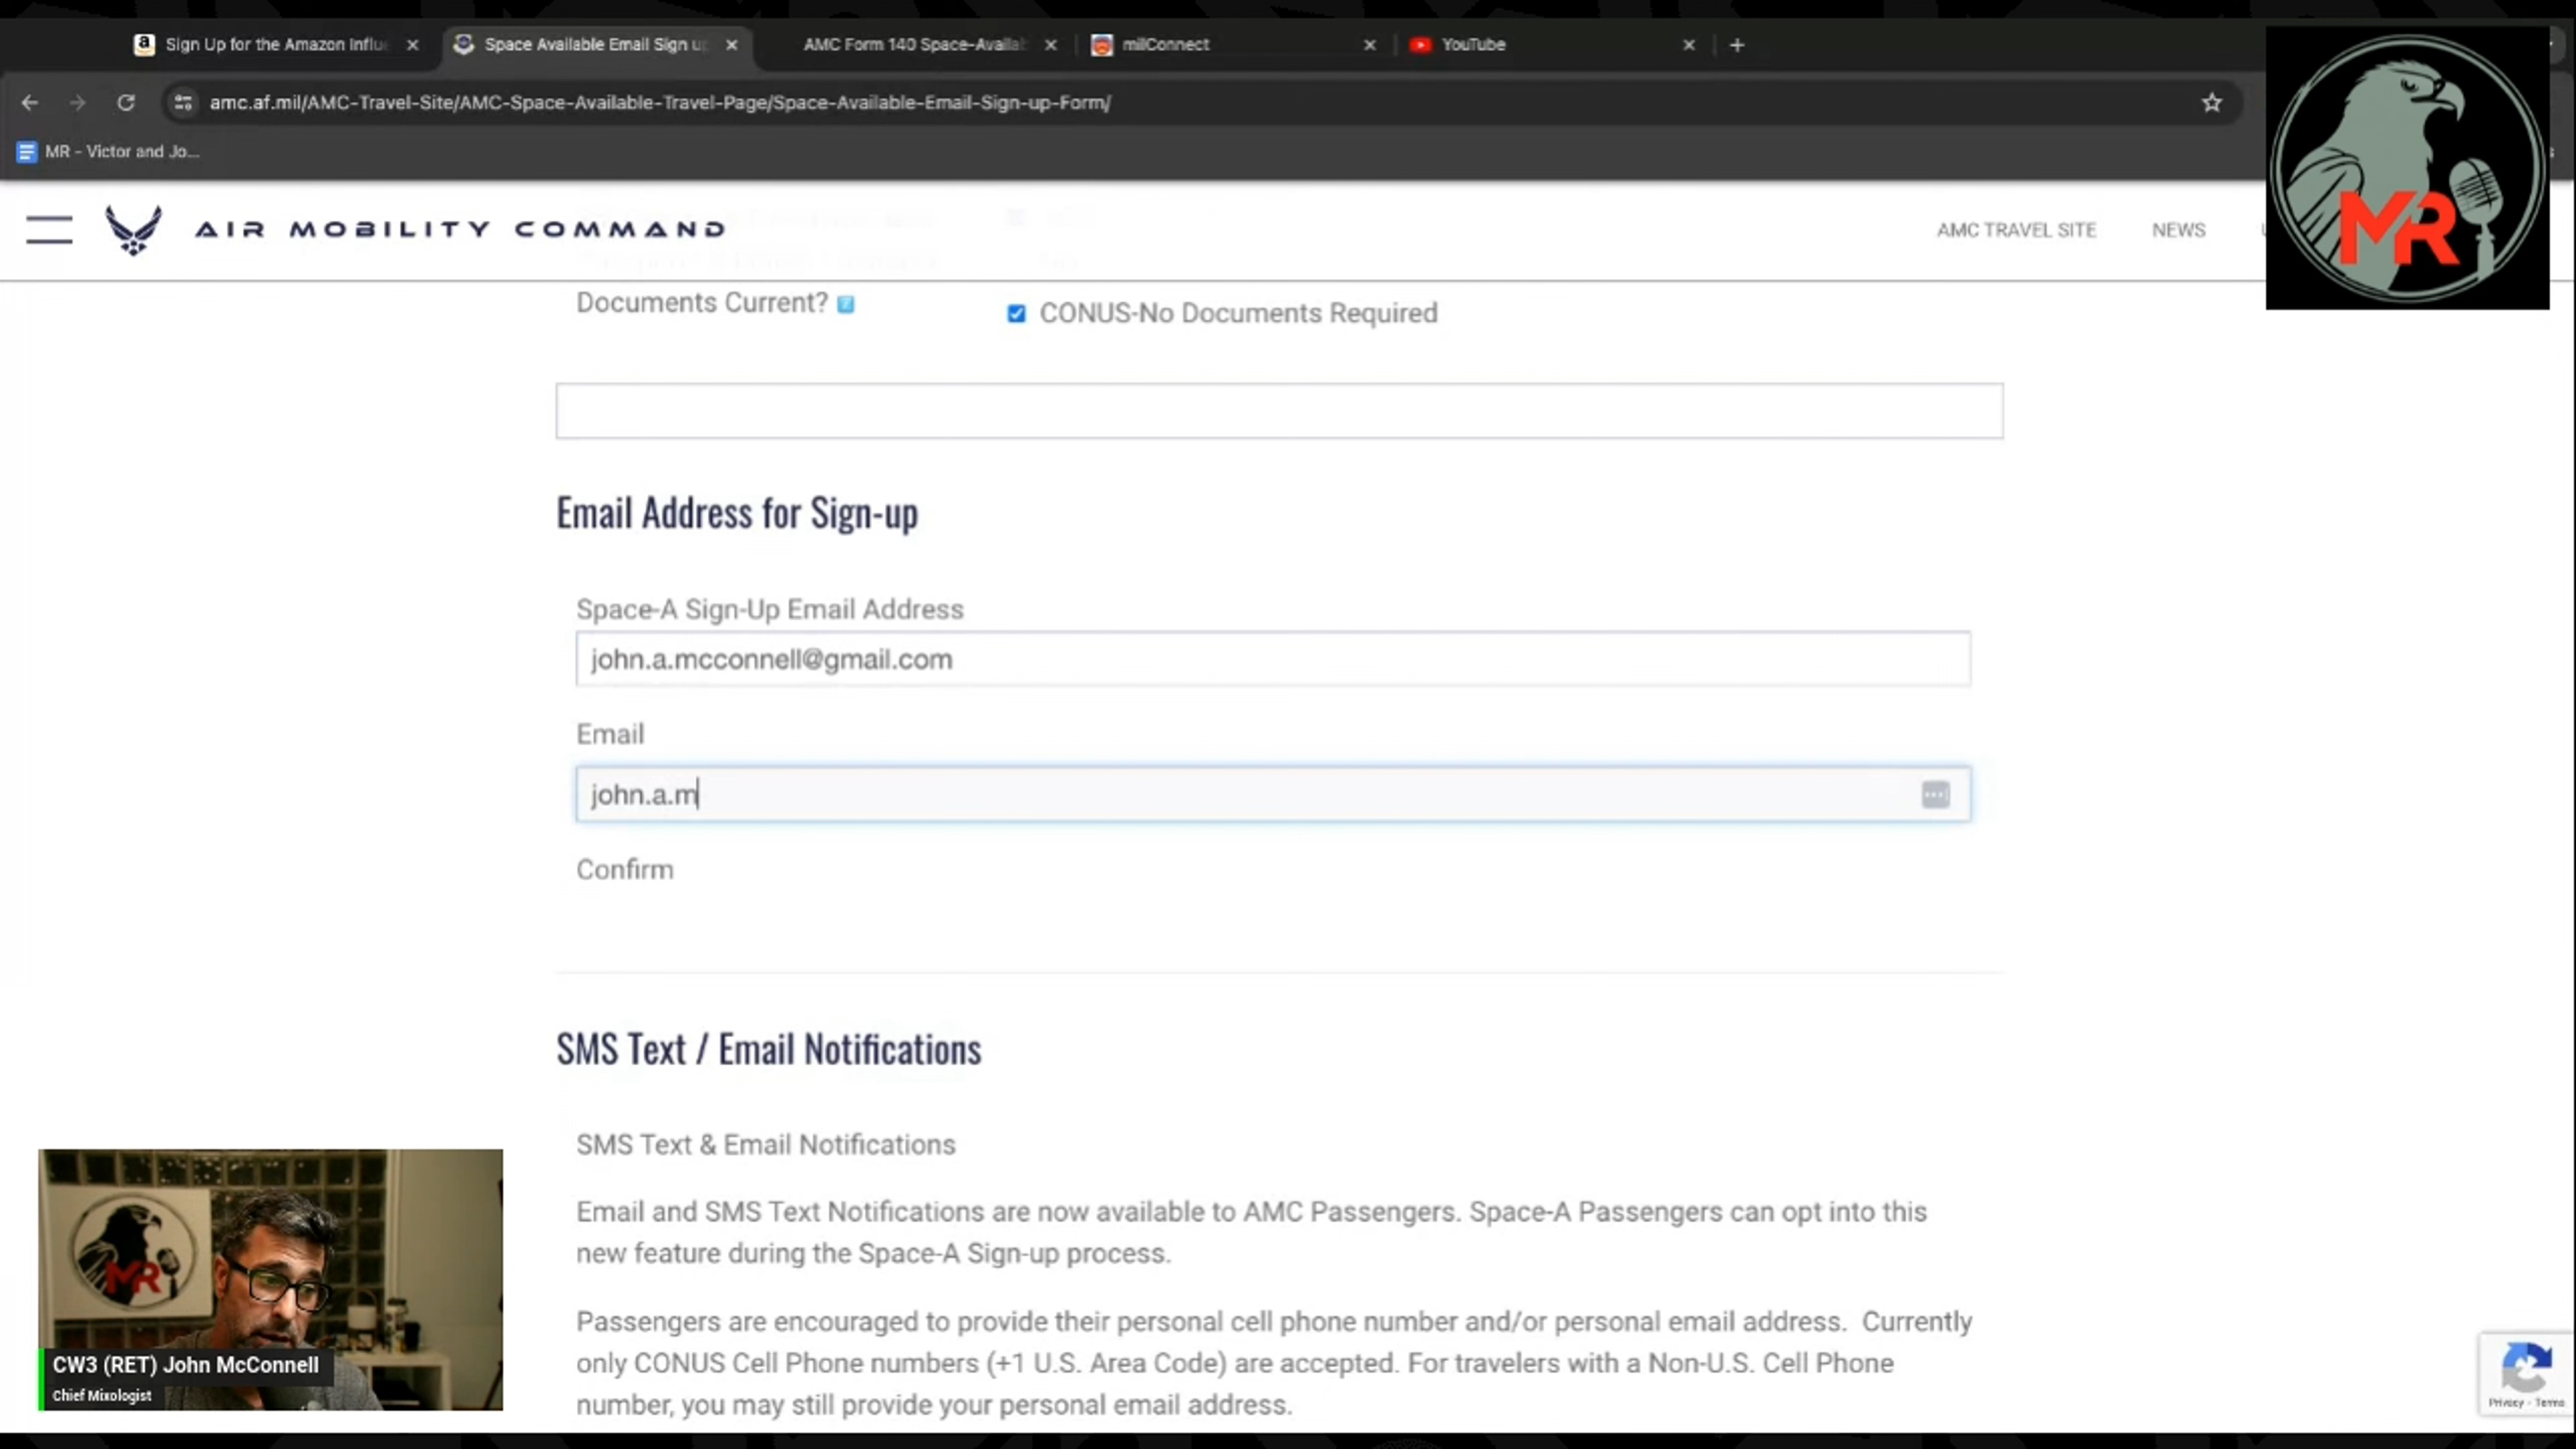 Sign Up for the Amazon Influ
Space Available Email Sign up
AMC Form 140 Space-Availab
milConnect
YouTube
amc.af.mil/AMC-Travel-Site/AMC-Space-Available-Travel-Page/Space-Available-Email-Sign-up-Form/
MR - Victor and Jo...
AIR MOBILITY COMMAND
AMC TRAVEL SITE
NEWS
MR
Documents Current?
CONUS-No Documents Required
Email Address for Sign-up
Space-A Sign-Up Email Address
john.a.mcconnell@gmail.com
Email
john.a.m
Confirm
SMS Text / Email Notifications
SMS Text & Email Notifications
Email and SMS Text Notifications are now available to AMC Passengers. Space-A Passengers can opt into this
new feature during the Space-A Sign-up process.
Passengers are encouraged to provide their personal cell phone number and/or personal email address. Currently
only CONUS Cell Phone numbers (+1 U.S. Area Code) are accepted. For travelers with a Non-U.S. Cell Phone
number, you may still provide your personal email address.
MR
CW3 (RET) John McConnell
Chief Mixologist
Privacy - Terms